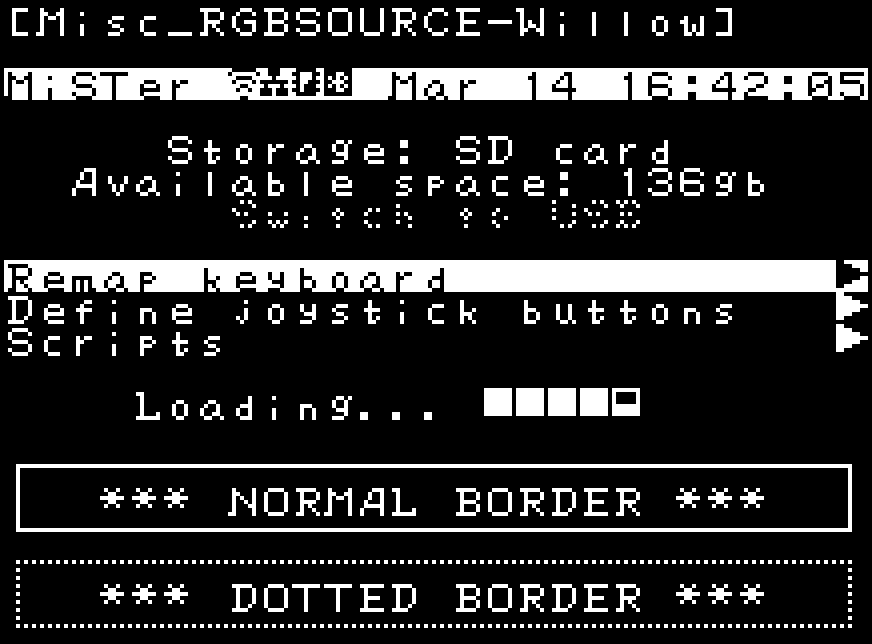 [Misc_RGBSOURCE-Willow]
MiSTer Mar 14 16:42:05
Storage: SD card
Available space: 136gb
Switch to USB
Remap keyboard
Define joystick buttons
Scripts
Loading...
*** NORMAL BORDER ***
*** DOTTED BORDER ***